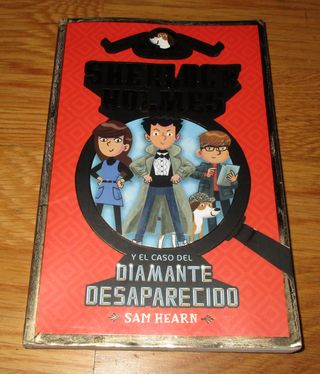 SHERLOCK
HOLMES
Y EL CASO DEL
DIAMANTE
DESAPARECIDO
SAM HEARN